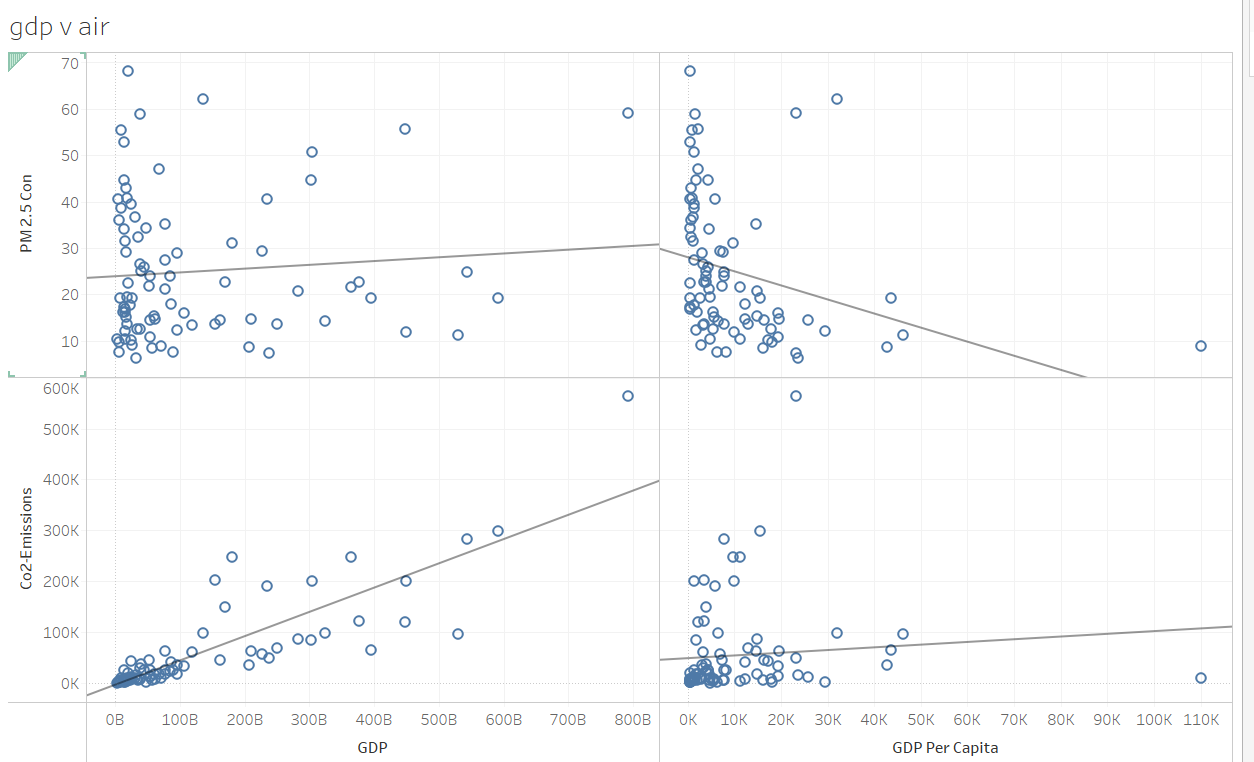 gdp v air
PM 2.5 Con
70
60
50
40
30
20
10
Co2-Emissions
600K
500K
400K
300K
200K
100K
0K
0B 100B 200B 300B 400B 500B 600B 700B 800B
GDP
0K 10K 20K 30K 40K 50K 60K 70K 80K 90K 100K 110K
GDP Per Capita